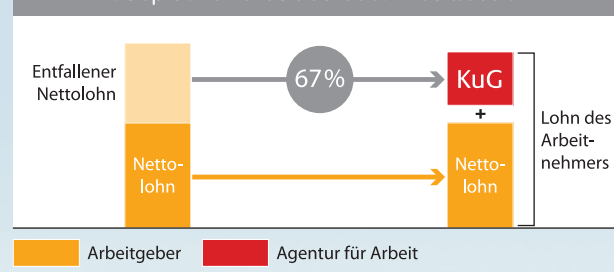 Entfallener
Nettolohn
67%
KuG
+
Netto-
lohn
Netto-
lohn
Lohn des
Arbeit-
nehmers
Arbeitgeber
Agentur für Arbeit